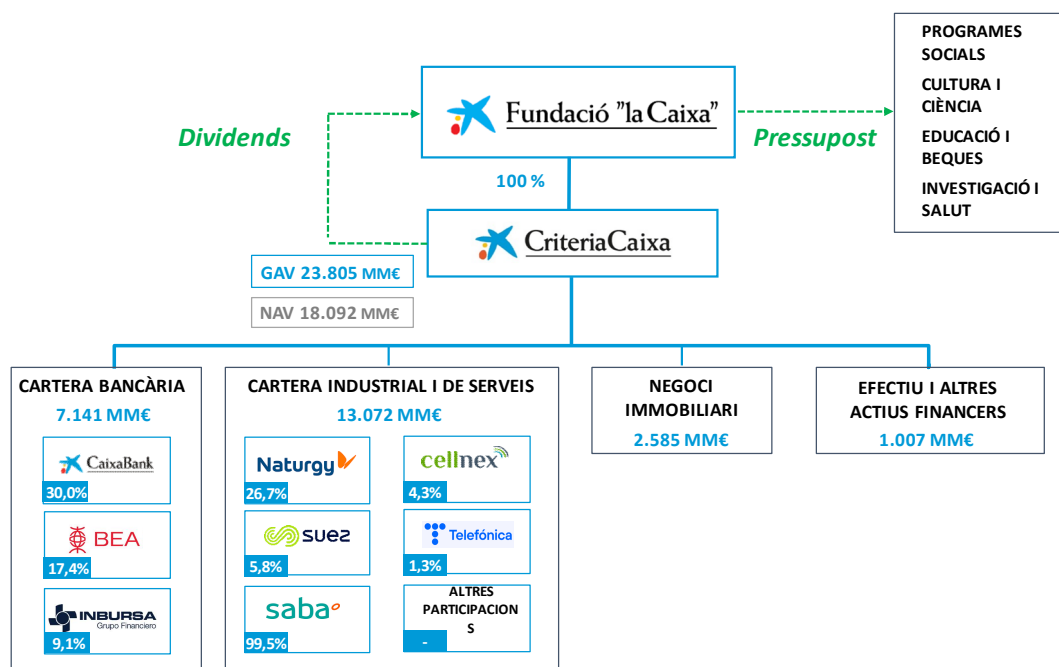 PROGRAMES
SOCIALS
CULTURA I
CIÈNCIA
EDUCACIÓ I
BEQUES
INVESTIGACIÓ I
SALUT
Fundació "la Caixa"
Dividends
Pressupost
100 %
CriteriaCaixa
GAV 23.805 MM€
NAV 18.092 MM€
CARTERA BANCÀRIA
7.141 MM€
CaixaBank
30,0%
BEA
17,4%
INBURSA
Grupo Financiero
9,1%
CARTERA INDUSTRIAL I DE SERVEIS
13.072 MM€
Naturgy
26,7%
cellnex
4,3%
suez
5,8%
Telefónica
1,3%
saba
99,5%
ALTRES
PARTICIPACION
S
-
NEGOCI
IMMOBILIARI
2.585 MM€
EFECTIU I ALTRES
ACTIUS FINANCERS
1.007 MM€